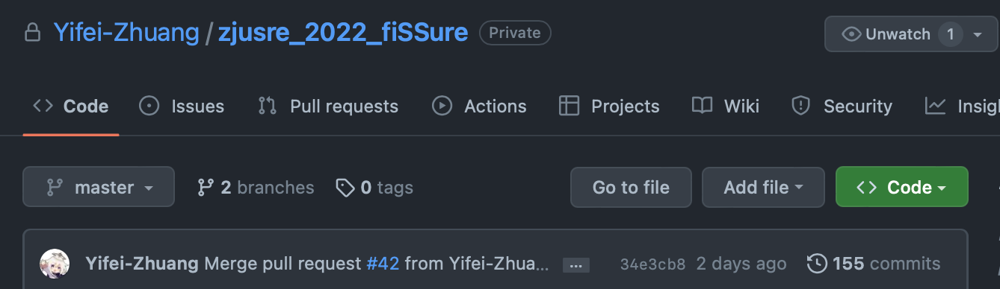 Yifei-Zhuang / zjusre_2022_fiSSure Private Unwatch 1
Code Issues Pull requests Actions Projects Wiki Security Insig
master 2 branches 0 tags Go to file Add file Code
Yifei-Zhuang Merge pull request #42 from Yifei-Zhua... ... 34e3cb8 2 days ago 155 commits